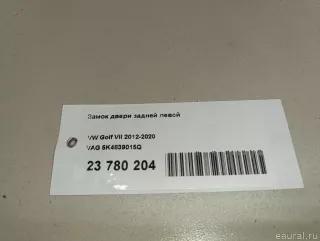 Замок двери задней левой
VW Golf VII 2012-2020
VAG 5K4839015Q
23 780 204
eaural.ru©